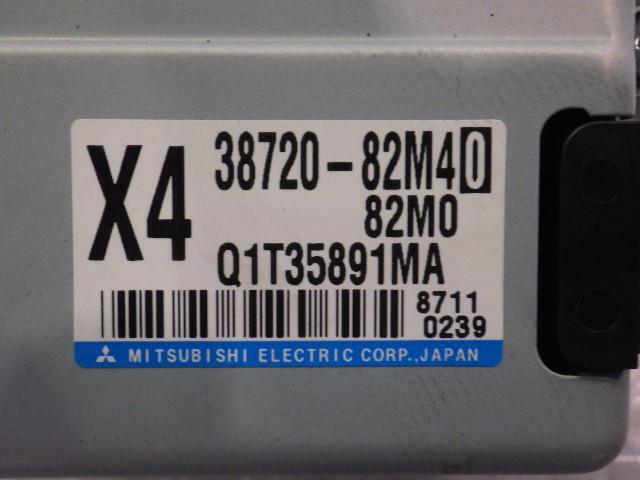 X4
38720-82M40
82M0
Q1T35891MA
8711
0239
MITSUBISHI ELECTRIC CORP.,JAPAN